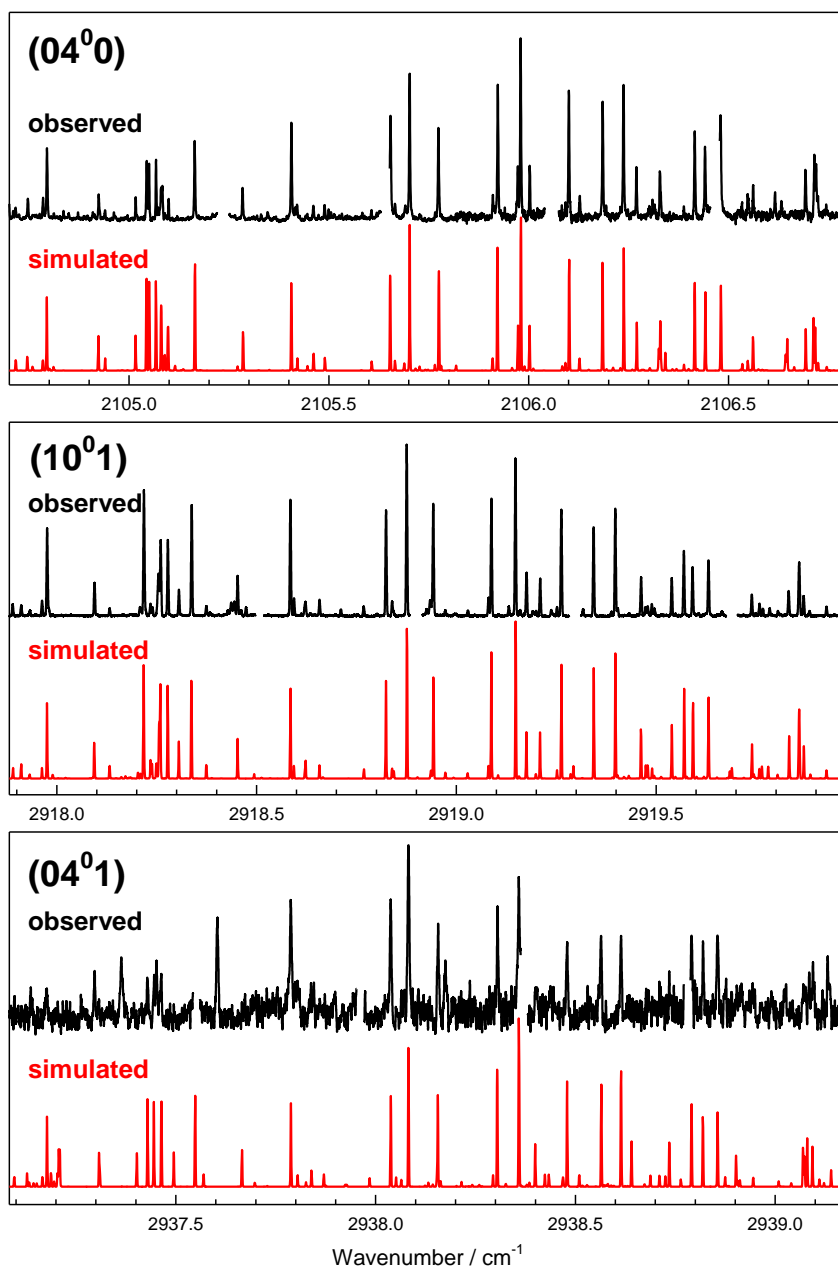 (04⁰0)
observed
simulated
2105.0 2105.5 2106.0 2106.5
(10⁰1)
observed
simulated
2918.0 2918.5 2919.0 2919.5
(04⁰1)
observed
simulated
2937.5 2938.0 2938.5 2939.0
Wavenumber / cm⁻¹